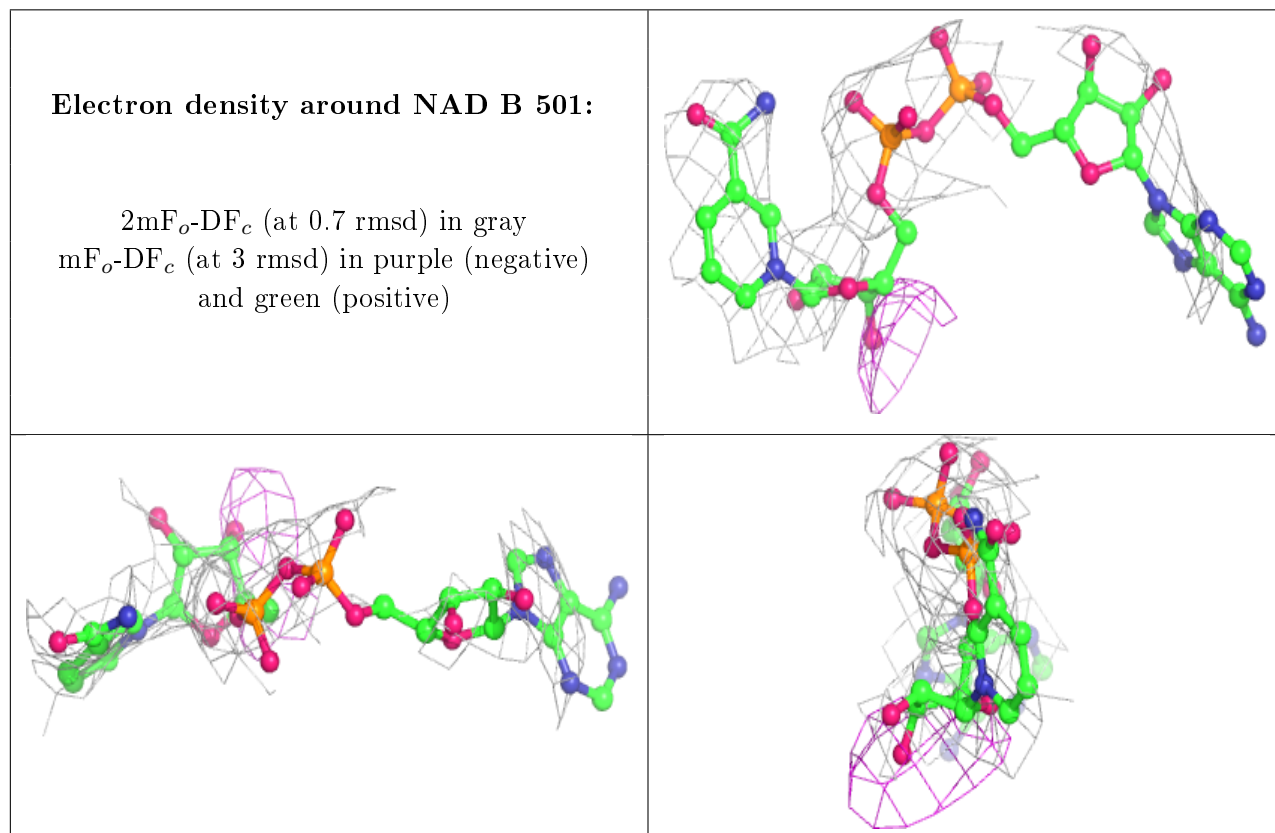 Electron density around NAD B 501:
2mFo-DFc (at 0.7 rmsd) in gray
mFo-DFc (at 3 rmsd) in purple (negative)
and green (positive)